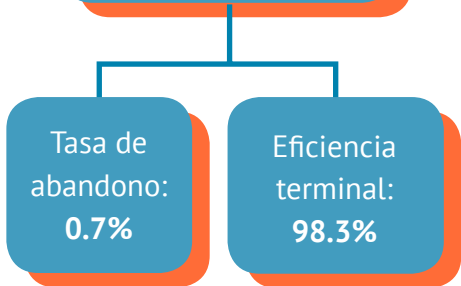 Tasa de
abandono:
0.7%
Eficiencia
terminal:
98.3%